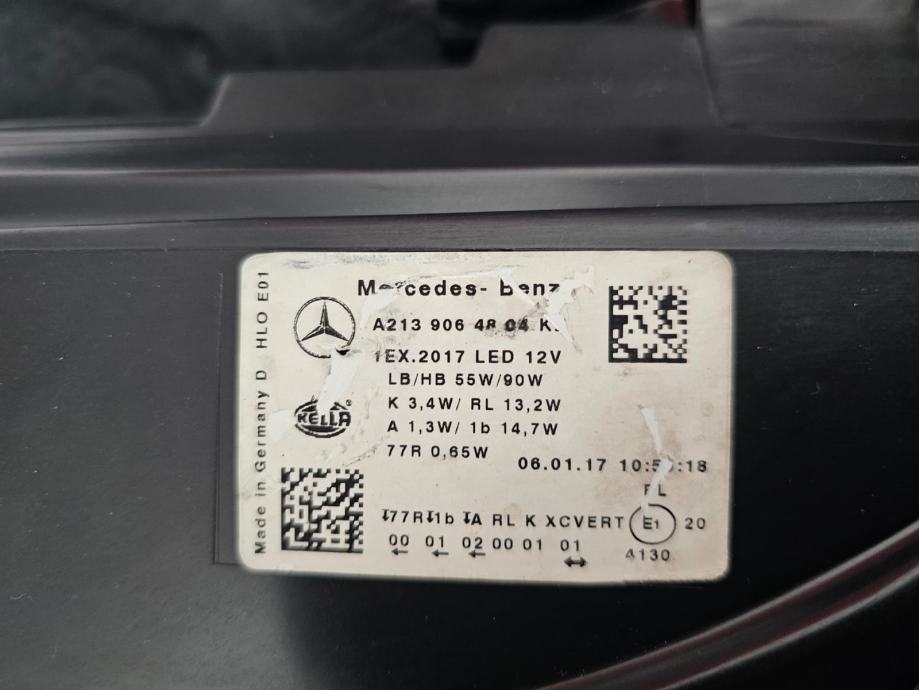 Mercedes- Benz
A213 906 48 04
1EX.2017 LED 12V
LB/HB 55W/90W
K 3,4W/ RL 13,2W
A 1,3W/ 1b 14,7W
77R 0,65W
HELLA ®
06.01.17
PL
77R 1b A RL K XCVERT E1 20
00 01 02 00 01 01
4130
Made in Germany D HLO E01